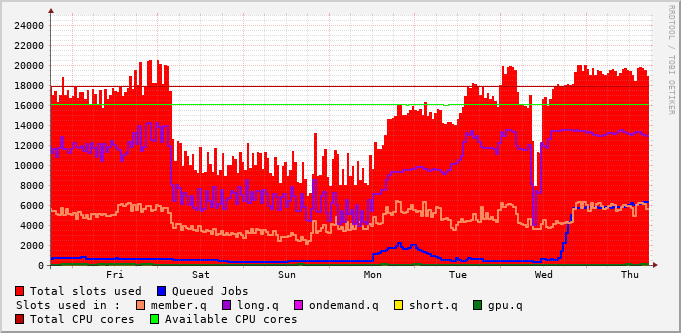 RRDTOOL / TOBI OETIKER
24000
22000
20000
18000
16000
14000
12000
10000
8000
6000
4000
2000
0
Fri Sat Sun Mon Tue Wed Thu
Total slots used Queued Jobs
Slots used in : member.q long.q ondemand.q short.q gpu.q
Total CPU cores Available CPU cores